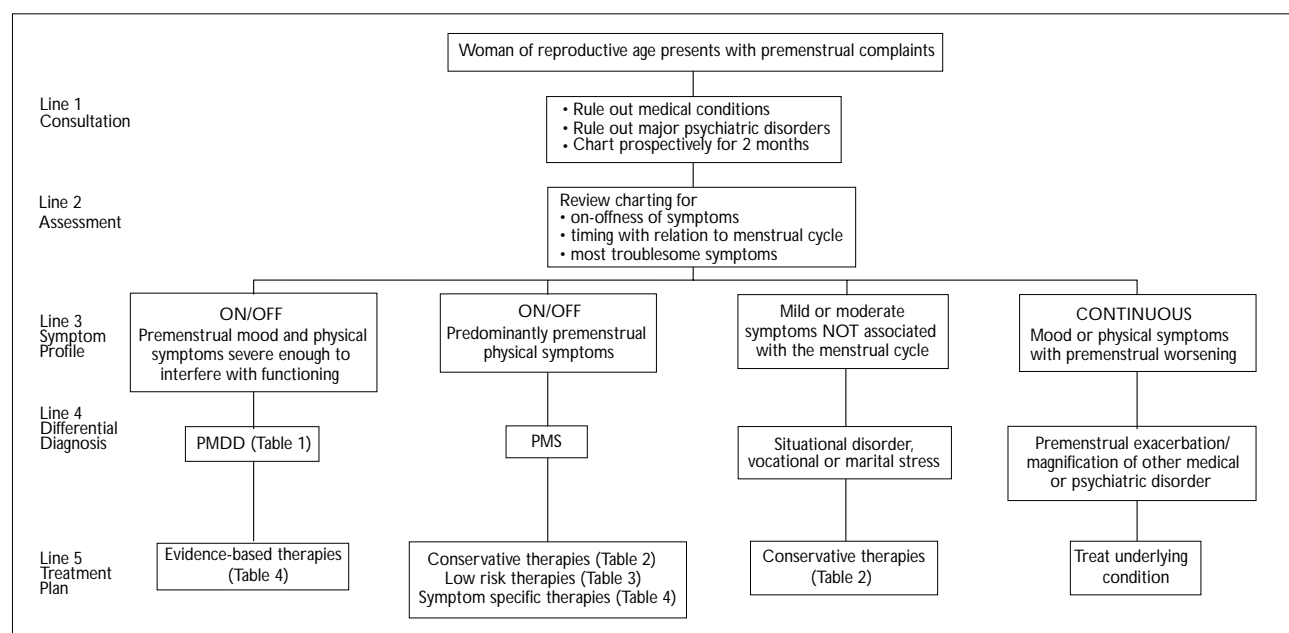 Woman of reproductive age presents with premenstrual complaints
Line 1
Consultation
• Rule out medical conditions
• Rule out major psychiatric disorders
• Chart prospectively for 2 months
Line 2
Assessment
Review charting for
• on-offness of symptoms
• timing with relation to menstrual cycle
• most troublesome symptoms
Line 3
Symptom
Profile
ON/OFF
Premenstrual mood and physical
symptoms severe enough to
interfere with functioning
ON/OFF
Predominantly premenstrual
physical symptoms
Mild or moderate
symptoms NOT associated
with the menstrual cycle
CONTINUOUS
Mood or physical symptoms
with premenstrual worsening
Line 4
Differential
Diagnosis
PMDD (Table 1)
PMS
Situational disorder,
vocational or marital stress
Premenstrual exacerbation/
magnification of other medical
or psychiatric disorder
Line 5
Treatment
Plan
Evidence-based therapies
(Table 4)
Conservative therapies (Table 2)
Low risk therapies (Table 3)
Symptom specific therapies (Table 4)
Conservative therapies
(Table 2)
Treat underlying
condition